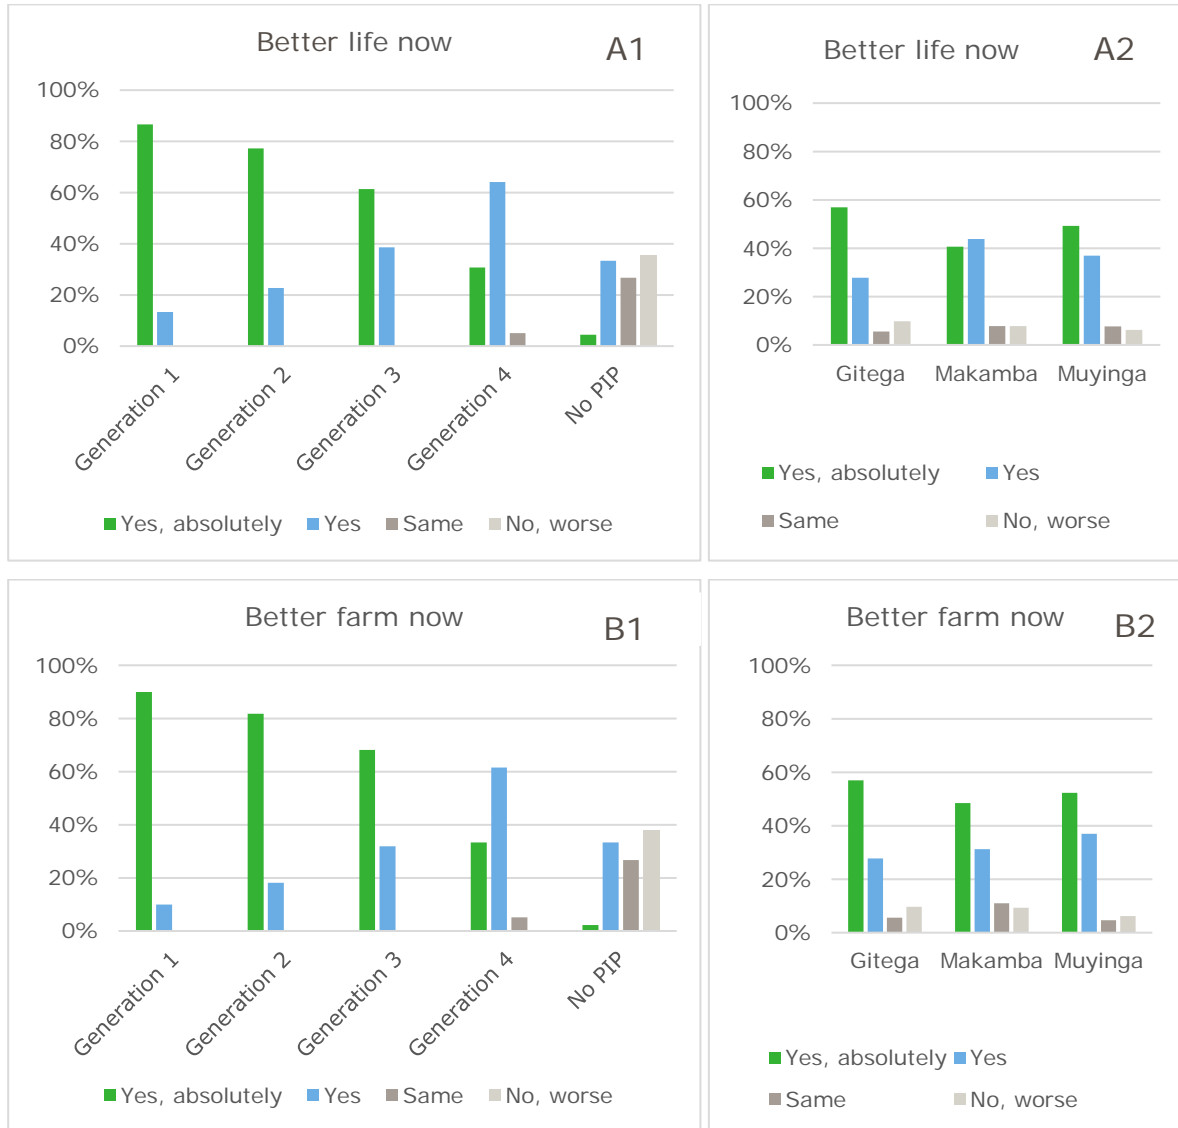 Better life now A1
100%
80%
60%
40%
20%
0%
Generation 1 Generation 2 Generation 3 Generation 4 No PIP
Yes, absolutely Yes Same No, worse
Better life now A2
100%
80%
60%
40%
20%
0%
Gitega Makamba Muyinga
Yes, absolutely Yes
Same No, worse
Better farm now B1
100%
80%
60%
40%
20%
0%
Generation 1 Generation 2 Generation 3 Generation 4 No PIP
Yes, absolutely Yes Same No, worse
Better farm now B2
100%
80%
60%
40%
20%
0%
Gitega Makamba Muyinga
Yes, absolutely Yes
Same No, worse